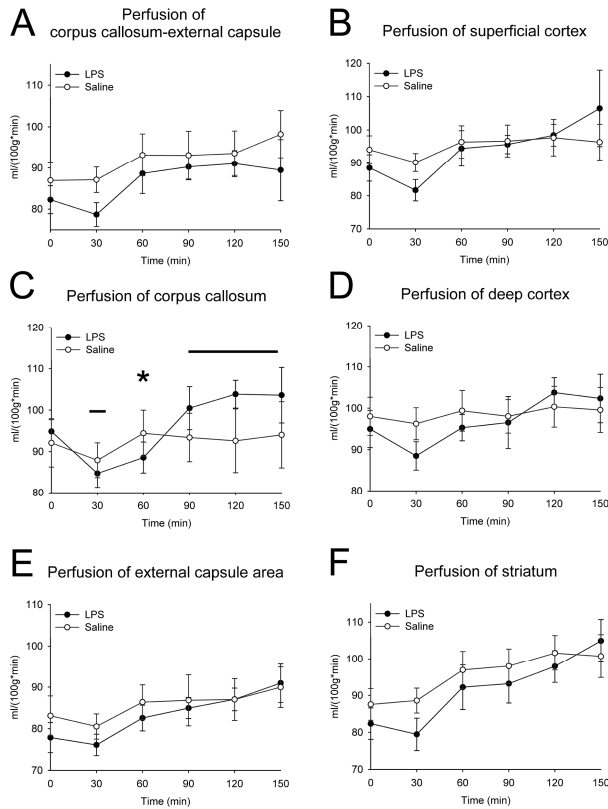 A
Perfusion of
corpus callosum-external capsule
LPS
Saline
110
100
90
80
ml/(100g*min)
0 30 60 90 120 150
Time (min)
B
Perfusion of superficial cortex
LPS
Saline
120
110
100
90
80
70
ml/(100g*min)
0 30 60 90 120 150
Time (min)
C
Perfusion of corpus callosum
LPS
Saline
*
120
110
100
90
80
ml/(100g*min)
0 30 60 90 120 150
Time (min)
D
Perfusion of deep cortex
LPS
Saline
120
110
100
90
80
ml/(100g*min)
0 30 60 90 120 150
Time (min)
E
Perfusion of external capsule area
LPS
Saline
110
100
90
80
70
ml/(100g*min)
0 30 60 90 120 150
Time (min)
F
Perfusion of striatum
LPS
Saline
110
100
90
80
70
ml/(100g*min)
0 30 60 90 120 150
Time (min)